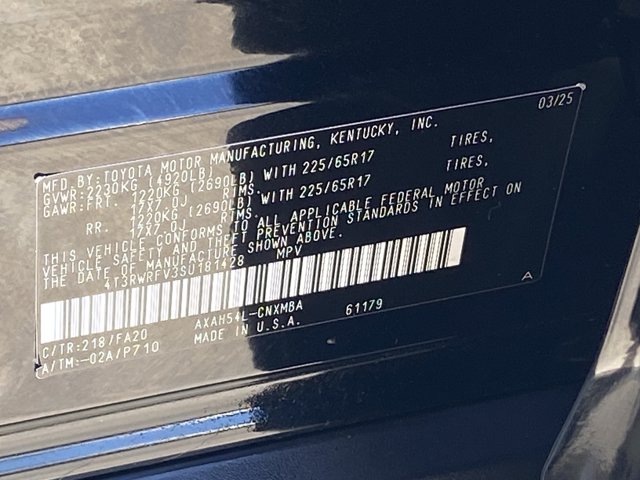 03/25
MFD.BY:TOYOTA MOTOR MANUFACTURING, KENTUCKY, INC.
GVWR:2230KG (4920LB)
GAWR:FRT. 1220KG (2690LB) WITH 225/65R17 TIRES,
17X7.0J RIMS.
RR. 1220KG (2690LB) WITH 225/65R17 TIRES,
17X7.0J RIMS.
THIS VEHICLE CONFORMS TO ALL APPLICABLE FEDERAL MOTOR
VEHICLE SAFETY AND THEFT PREVENTION STANDARDS IN EFFECT ON
THE DATE OF MANUFACTURE SHOWN ABOVE.
4T3RWRFV3SU181428 MPV
C/TR:218/FA20 AXAH54L-CNXMBA 61179
A/TM:-02A/P710 MADE IN U.S.A.
A